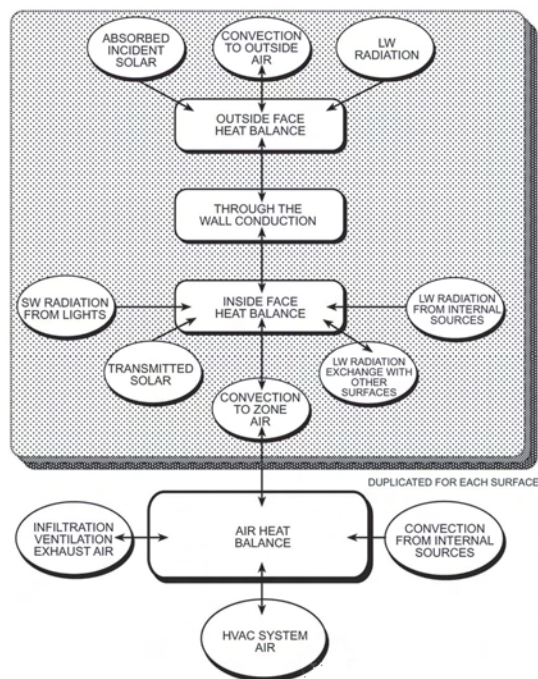 ABSORBED
INCIDENT
SOLAR
CONVECTION
TO OUTSIDE
AIR
LW
RADIATION
OUTSIDE FACE
HEAT BALANCE
THROUGH THE
WALL CONDUCTION
SW RADIATION
FROM LIGHTS
INSIDE FACE
HEAT BALANCE
LW RADIATION
FROM INTERNAL
SOURCES
TRANSMITTED
SOLAR
LW RADIATION
EXCHANGE WITH
OTHER
SURFACES
CONVECTION
TO ZONE
AIR
DUPLICATED FOR EACH SURFACE
INFILTRATION
VENTILATION
EXHAUST AIR
AIR HEAT
BALANCE
CONVECTION
FROM INTERNAL
SOURCES
HVAC SYSTEM
AIR